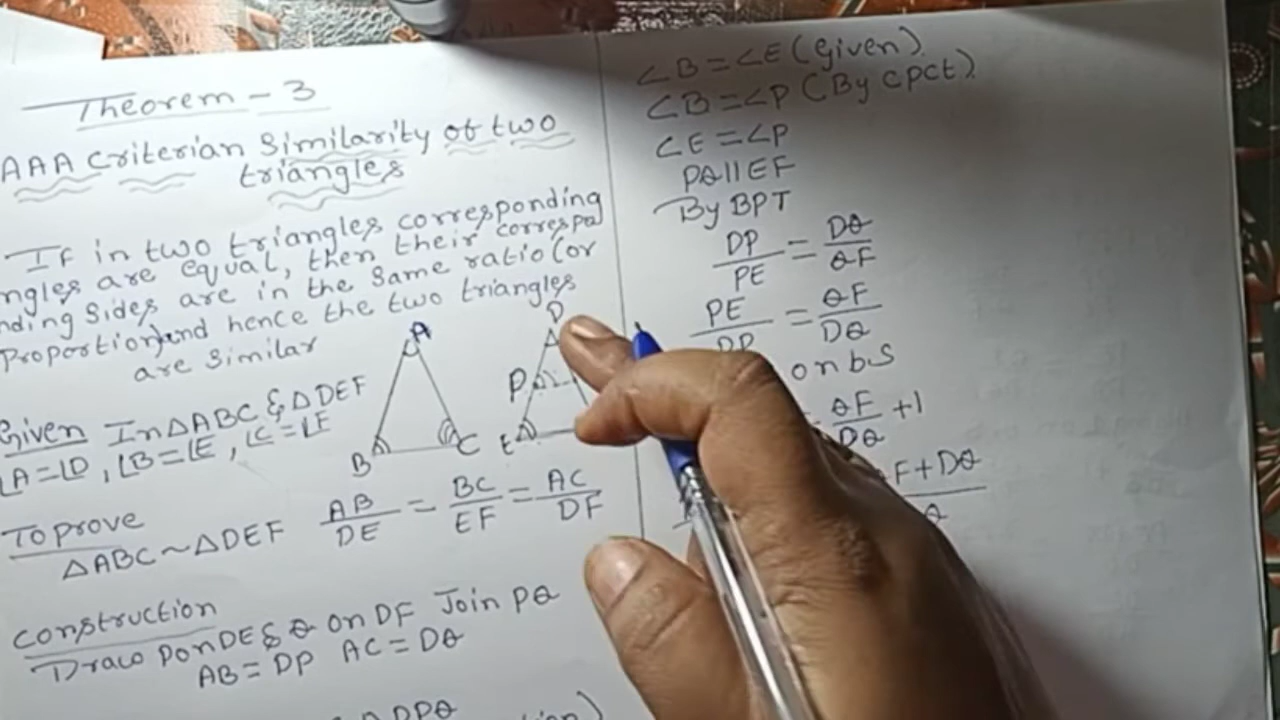 Theorem - 3
AAA Criterian Similarity of two
triangles
If in two triangles corresponding
ngles are equal, then their correspo
nding sides are in the same ratio (or
Proportion) and hence the two triangles
are similar
Given In △ABC & △DEF
∠A = ∠D, ∠B = ∠E, ∠C = ∠F
A
B
C
D
P
E
To prove
△ABC ~ △DEF AB/DE = BC/EF = AC/DF
Construction
Draw P on DE & Q on DF Join PQ
AB = DP AC = DQ
△DPQ
∠B = ∠E (Given)
∠B = ∠P (By CPCT)
∠E = ∠P
PQ || EF
By BPT
DP/PE = DQ/QF
PE/DP = QF/DQ
on bs
QF/DQ + 1
F + DQ